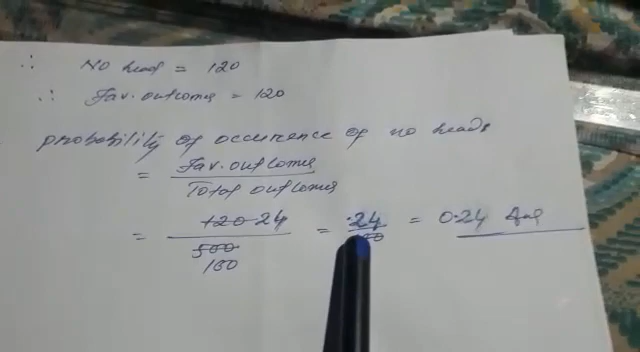 ∴ No head = 120
∴ Fav. outcomes = 120
probability of occurence of no heads
= Fav. outcomes
Total outcomes
= 120 24 = .24 = 0.24 Ans
500
100